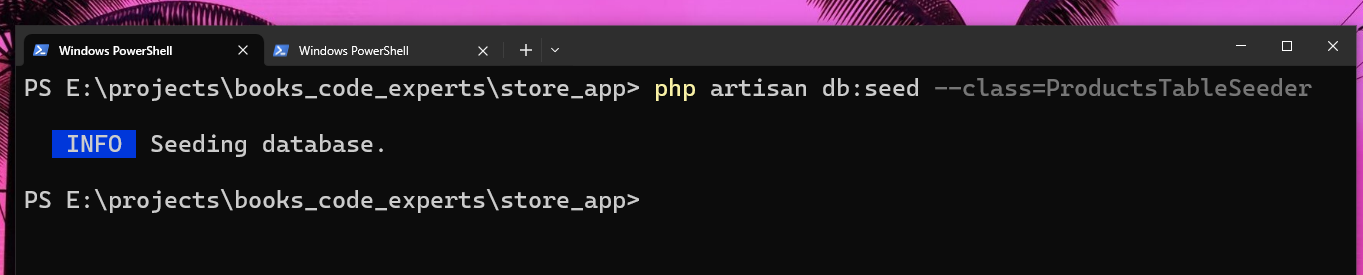 Windows PowerShell
Windows PowerShell
PS E:\projects\books_code_experts\store_app> php artisan db:seed --class=ProductsTableSeeder
INFO Seeding database.
PS E:\projects\books_code_experts\store_app>